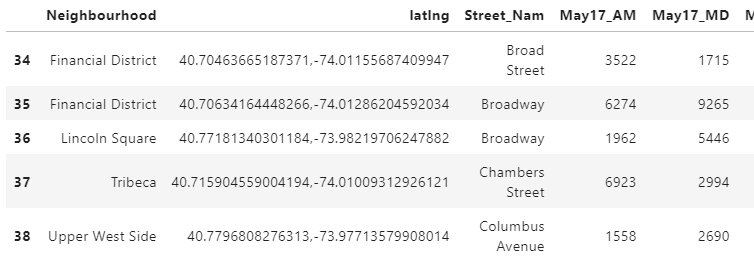 Neighbourhood latlng Street_Nam May17_AM May17_MD
34 Financial District 40.70463665187371,-74.01155687409947 Broad Street 3522 1715
35 Financial District 40.70634164448266,-74.01286204592034 Broadway 6274 9265
36 Lincoln Square 40.77181340301184,-73.98219706247882 Broadway 1962 5446
37 Tribeca 40.715904559004194,-74.01009312926121 Chambers Street 6923 2994
38 Upper West Side 40.7796808276313,-73.97713579908014 Columbus Avenue 1558 2690